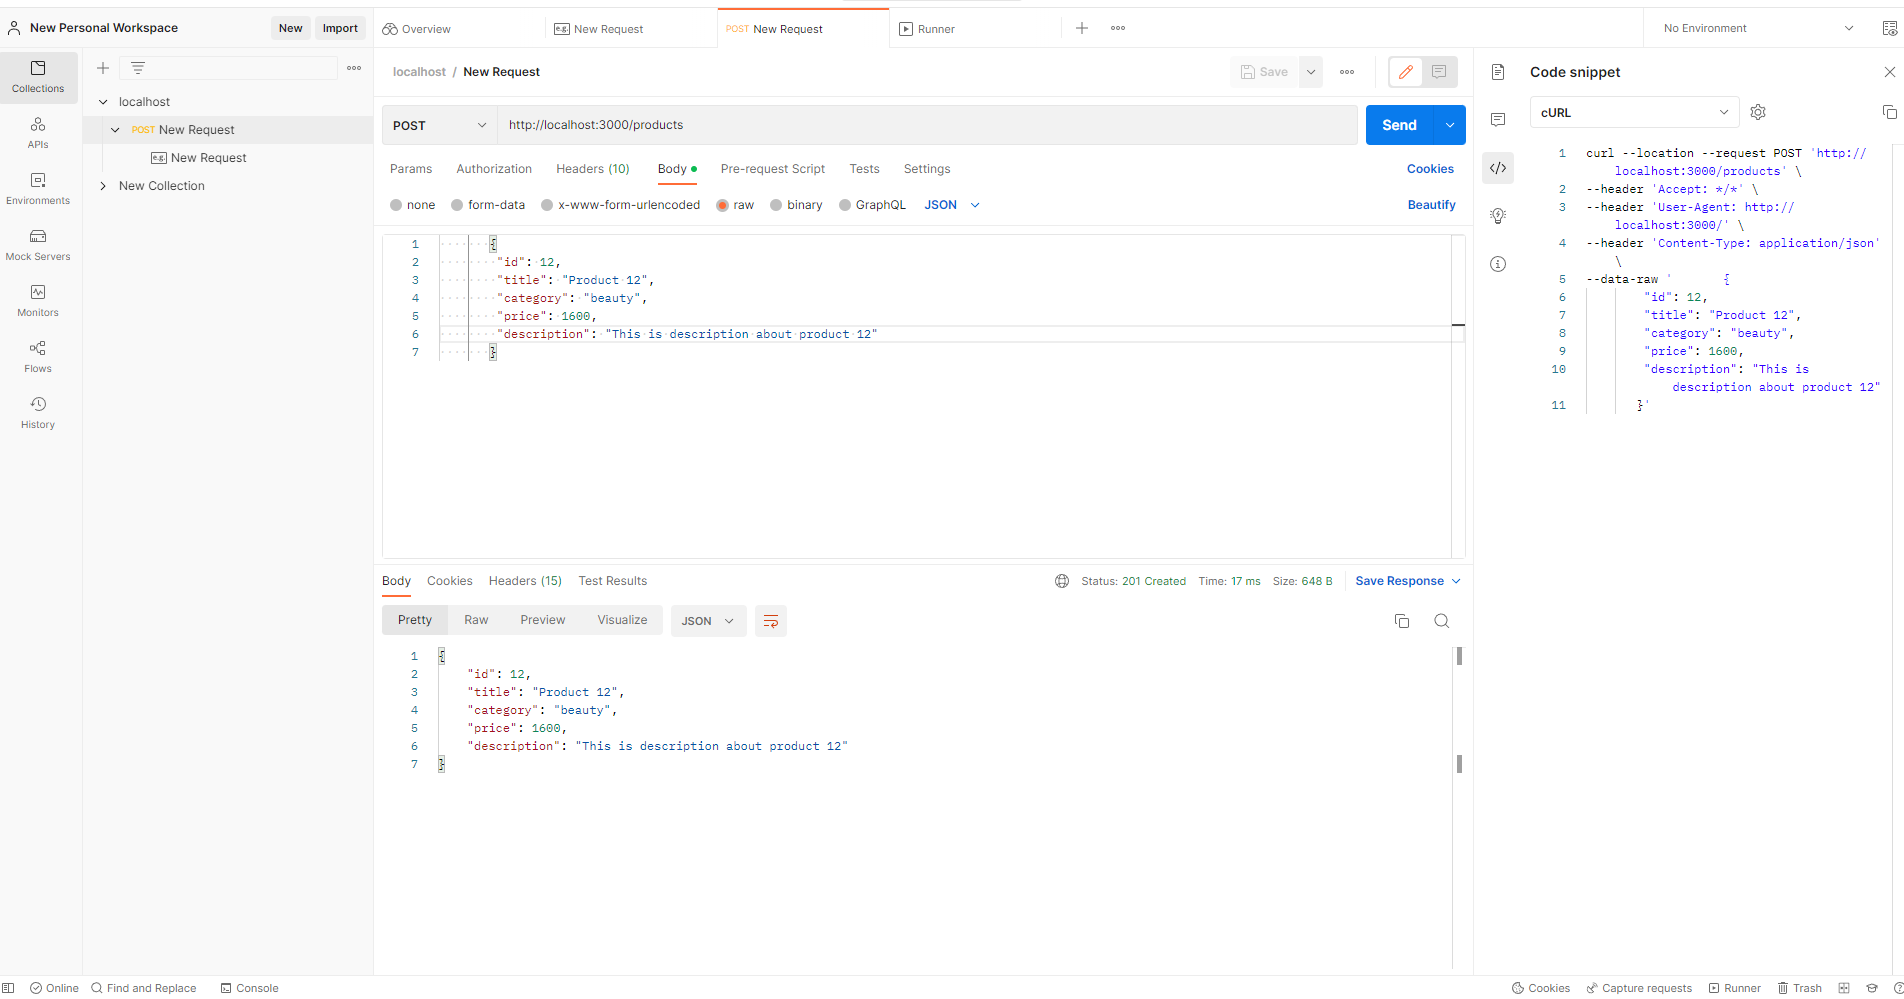 New Personal Workspace
New
Import
Overview
e.g. New Request
POST New Request
Runner
No Environment
Collections
APIs
Environments
Mock Servers
Monitors
Flows
History
localhost
POST New Request
e.g. New Request
New Collection
localhost / New Request
Save
POST
http://localhost:3000/products
Send
Params
Authorization
Headers (10)
Body
Pre-request Script
Tests
Settings
Cookies
none
form-data
x-www-form-urlencoded
raw
binary
GraphQL
JSON
Beautify
1 {
2 "id": 12,
3 "title": "Product 12",
4 "category": "beauty",
5 "price": 1600,
6 "description": "This is description about product 12"
7 }
Body
Cookies
Headers (15)
Test Results
Status: 201 Created
Time: 17 ms
Size: 648 B
Save Response
Pretty
Raw
Preview
Visualize
JSON
1 {
2 "id": 12,
3 "title": "Product 12",
4 "category": "beauty",
5 "price": 1600,
6 "description": "This is description about product 12"
7 }
Code snippet
cURL
1 curl --location --request POST 'http://
localhost:3000/products' \
2 --header 'Accept: */*' \
3 --header 'User-Agent: http://
localhost:3000/' \
4 --header 'Content-Type: application/json'
\
5 --data-raw ' {
6 "id": 12,
7 "title": "Product 12",
8 "category": "beauty",
9 "price": 1600,
10 "description": "This is
description about product 12"
11 }'
Online
Find and Replace
Console
Cookies
Capture requests
Runner
Trash